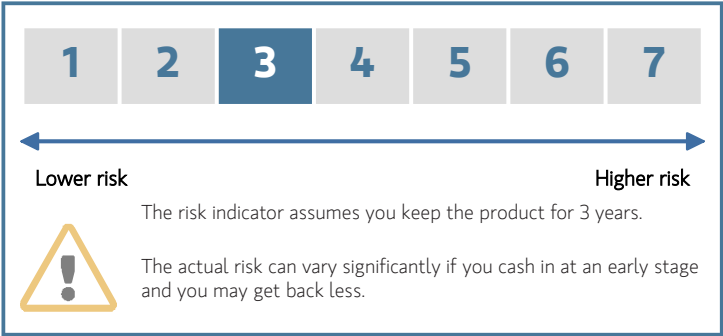 1 2 3 4 5 6 7
Lower risk Higher risk
The risk indicator assumes you keep the product for 3 years.
The actual risk can vary significantly if you cash in at an early stage
and you may get back less.